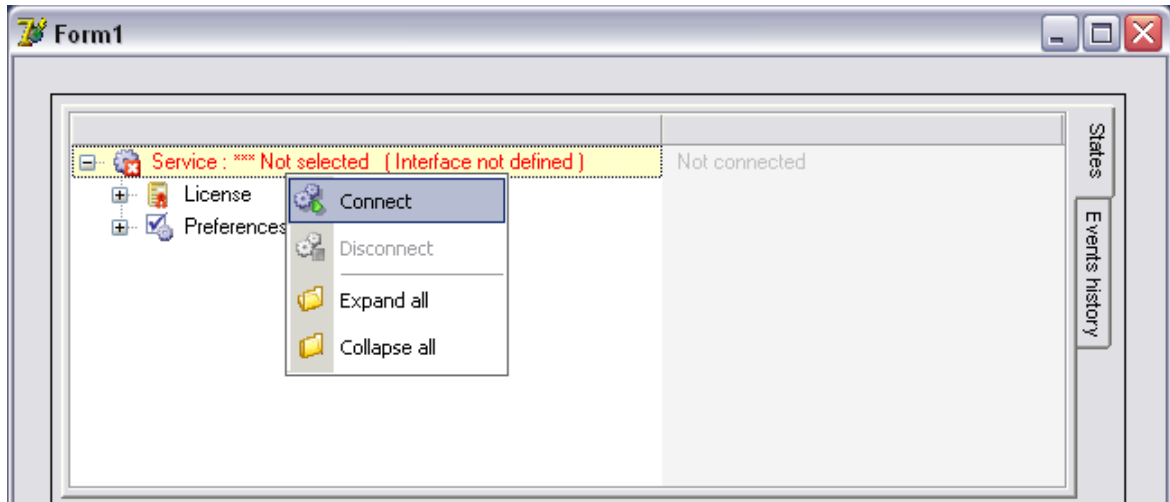 Form1
Service : *** Not selected ( Interface not defined )
Not connected
License
Preferences
Connect
Disconnect
Expand all
Collapse all
States
Events history